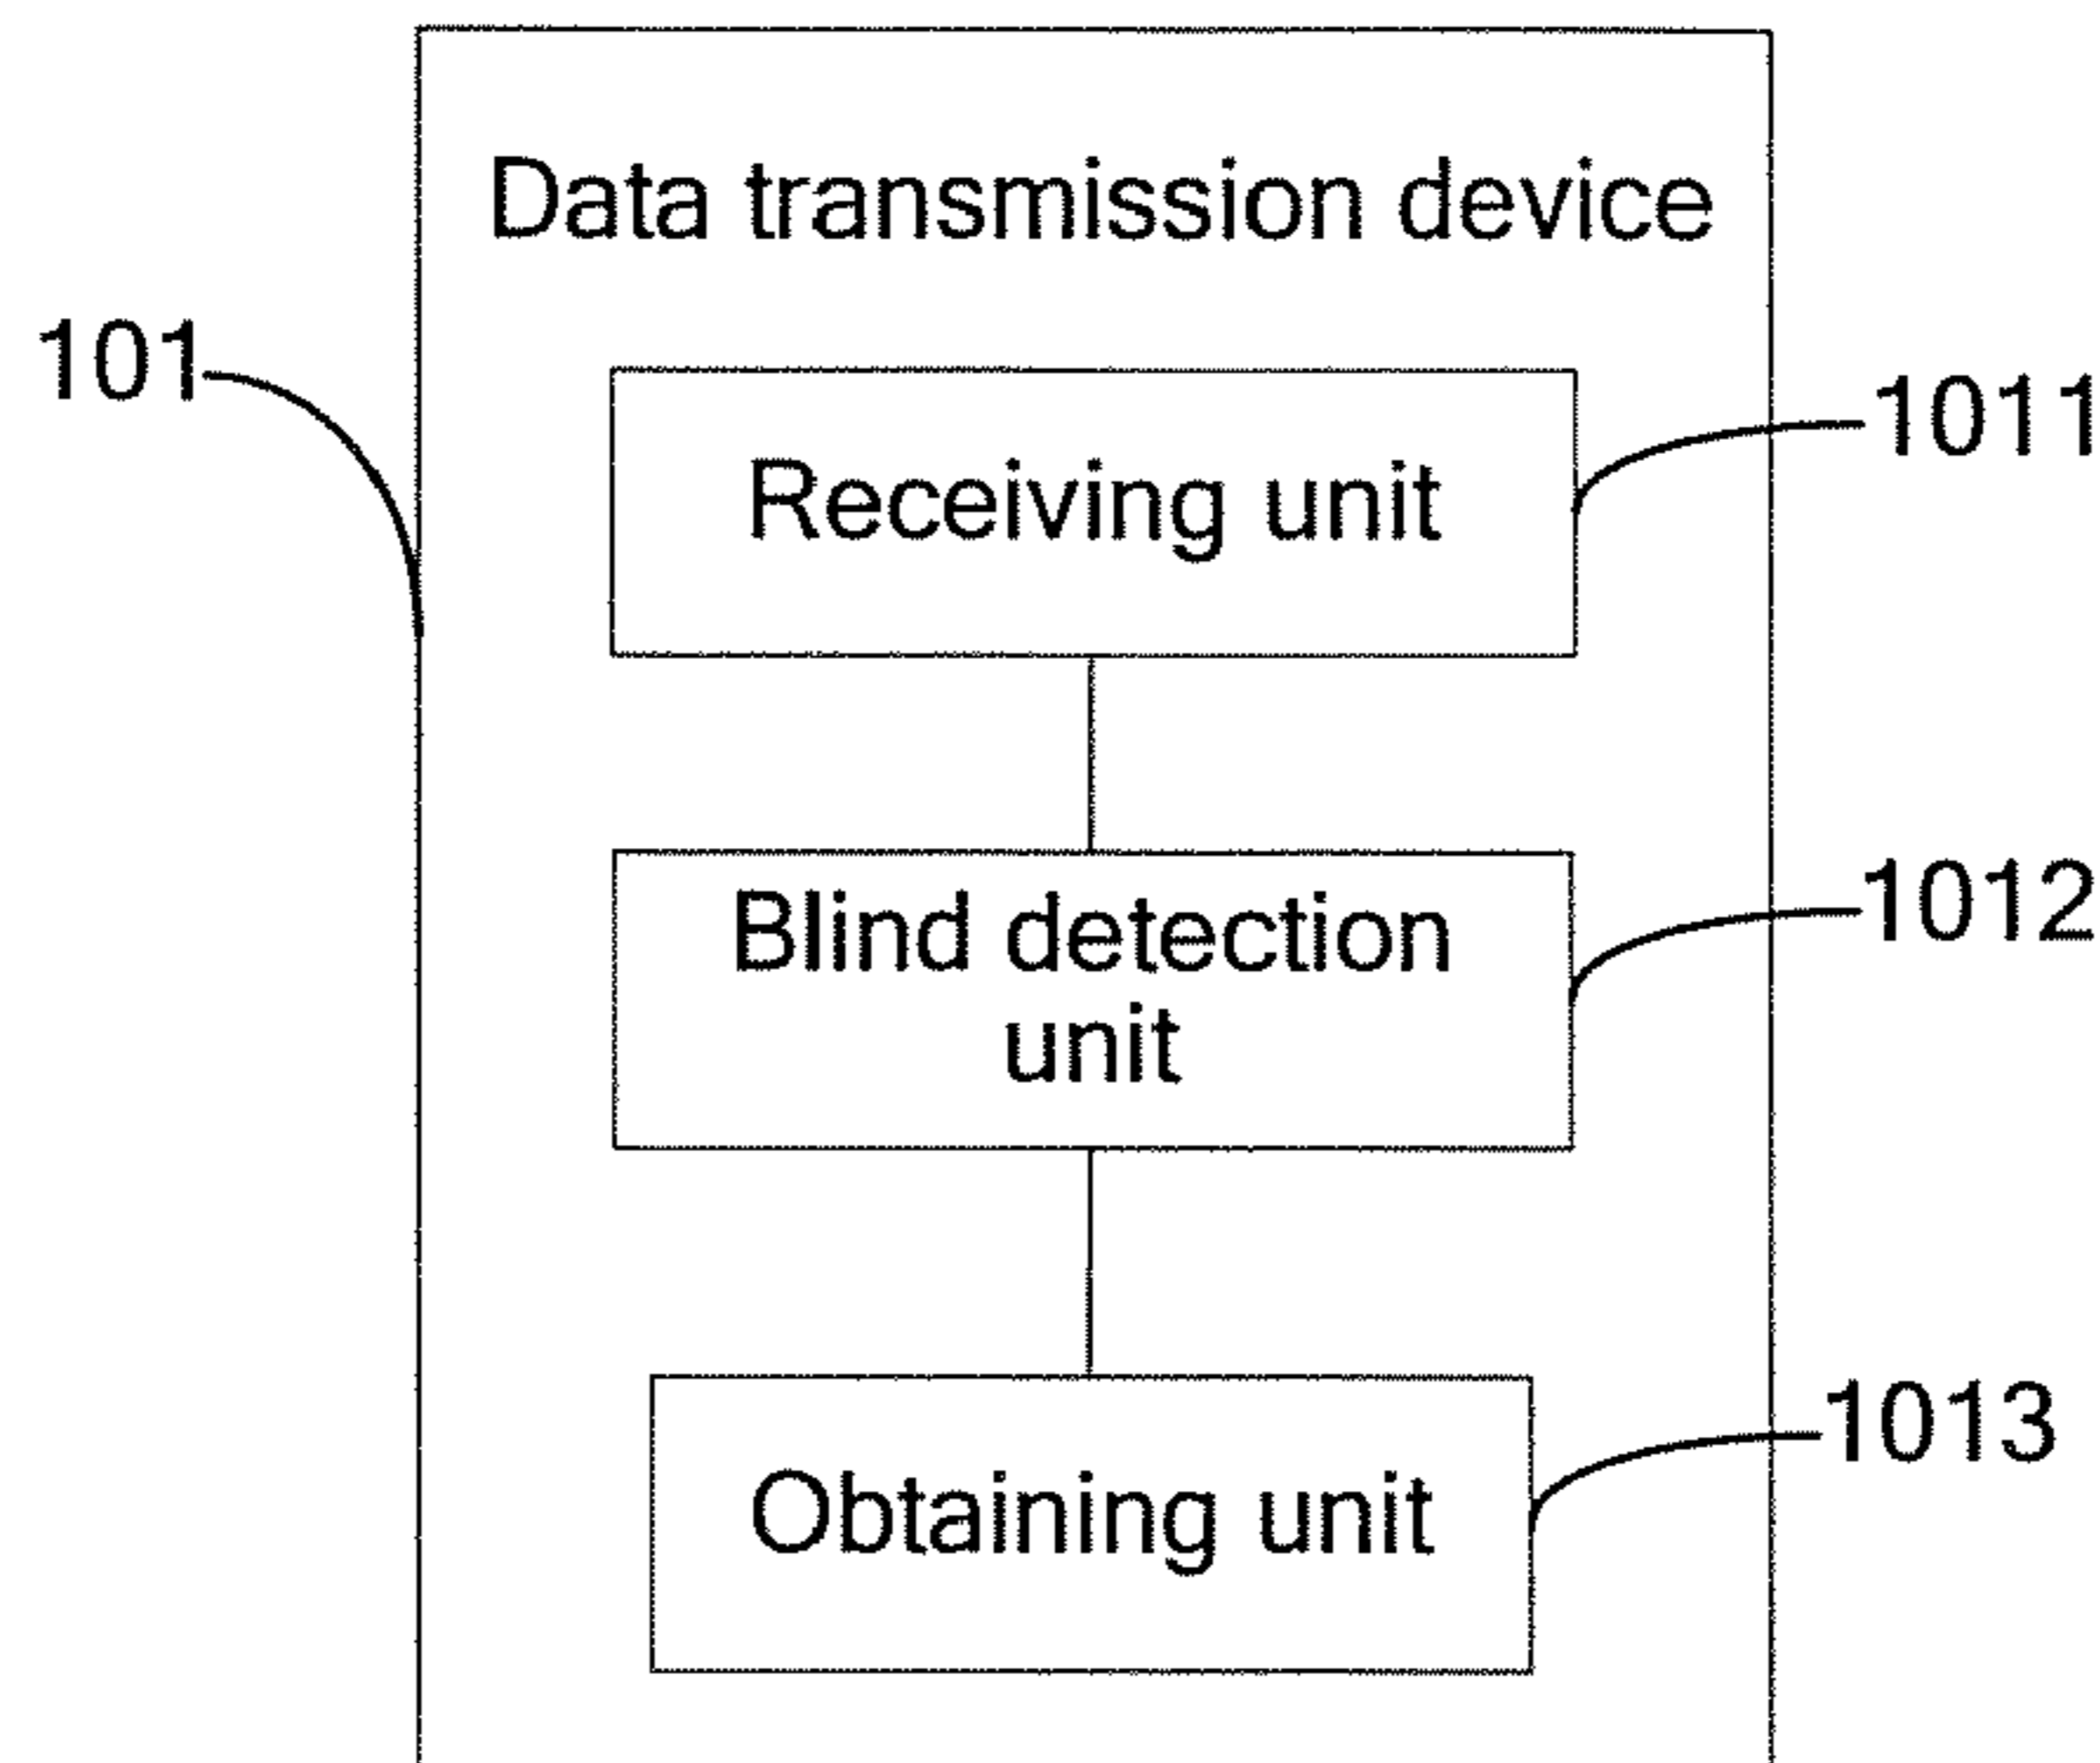 Data transmission device
101
Receiving unit
1011
Blind detection
unit
1012
Obtaining unit
1013